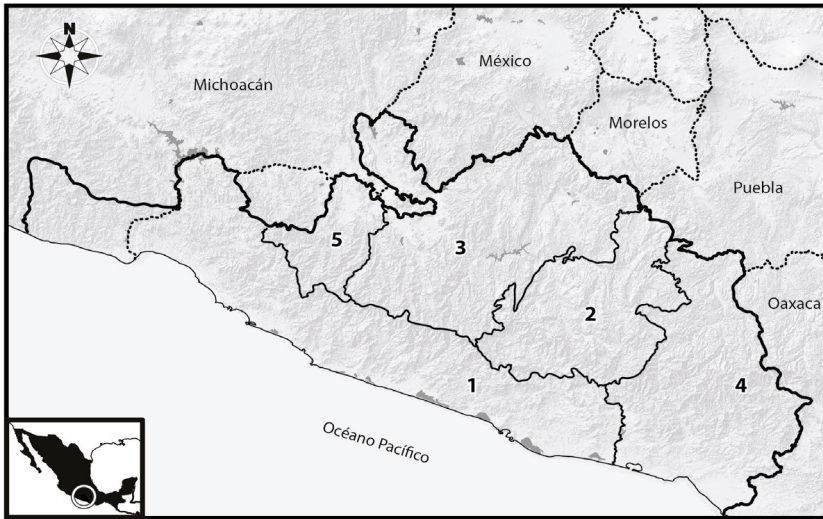 N
México
Michoacán
Morelos
Puebla
5
3
2
Oaxaca
1
4
Océano Pacífico